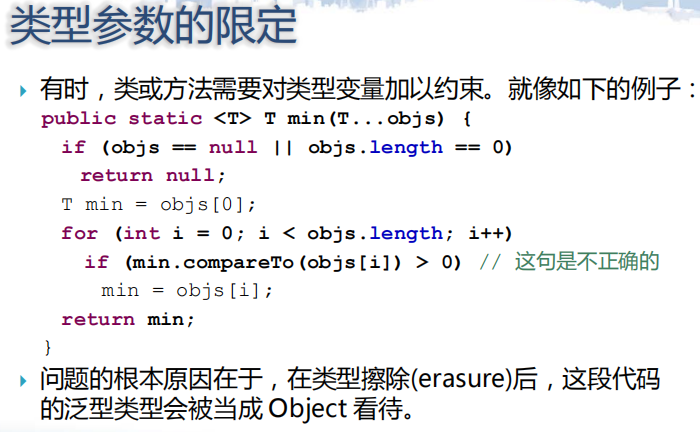 类型参数的限定
有时，类或方法需要对类型变量加以约束。就像如下的例子：
public static <T> T min(T...objs) {
if (objs == null || objs.length == 0)
return null;
T min = objs[0];
for (int i = 0; i < objs.length; i++)
if (min.compareTo(objs[i]) > 0) // 这句是不正确的
min = objs[i];
return min;
}
问题的根本原因在于，在类型擦除(erasure)后，这段代码
的泛型类型会被当成 Object 看待。